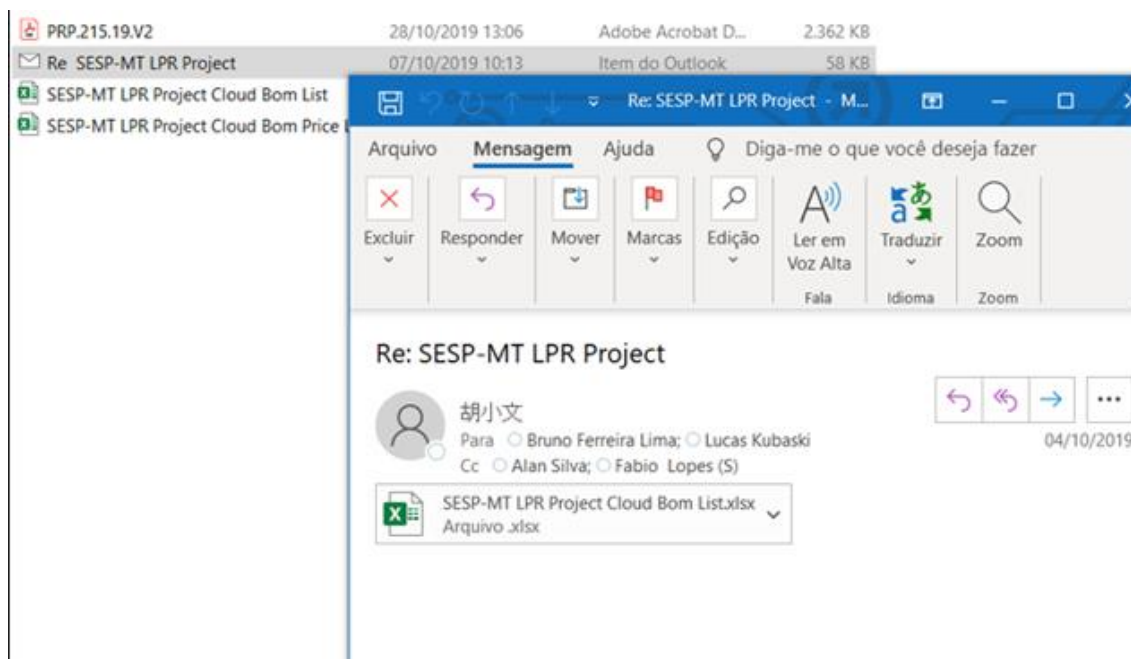 PRP.215.19.V2 28/10/2019 13:06 Adobe Acrobat D... 2.362 KB
Re SESP-MT LPR Project 07/10/2019 10:13 Item do Outlook 58 KB
SESP-MT LPR Project Cloud Bom List
SESP-MT LPR Project Cloud Bom Price
Re: SESP-MT LPR Project - M...
Arquivo Mensagem Ajuda Diga-me o que você deseja fazer
Excluir Responder Mover Marcas Edição Ler em Voz Alta Traduzir Zoom
Fala Idioma Zoom
Re: SESP-MT LPR Project
胡小文
Para Bruno Ferreira Lima; Lucas Kubaski 04/10/2019
Cc Alan Silva; Fabio Lopes (S)
SESP-MT LPR Project Cloud Bom List.xlsx
Arquivo .xlsx